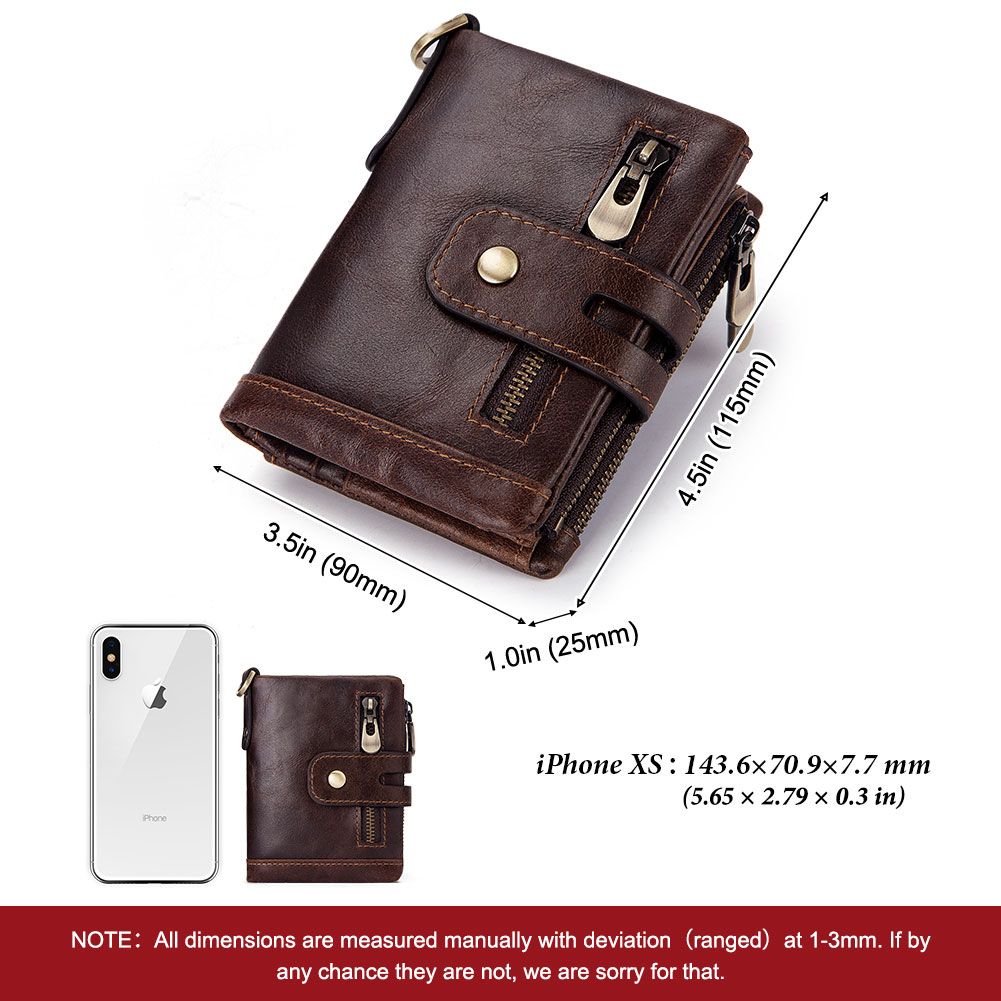 4.5in (115mm)
3.5in (90mm)
1.0in (25mm)
iPhone
iPhone XS : 143.6×70.9×7.7 mm
(5.65 × 2.79 × 0.3 in)
NOTE：All dimensions are measured manually with deviation（ranged）at 1-3mm. If by
any chance they are not, we are sorry for that.